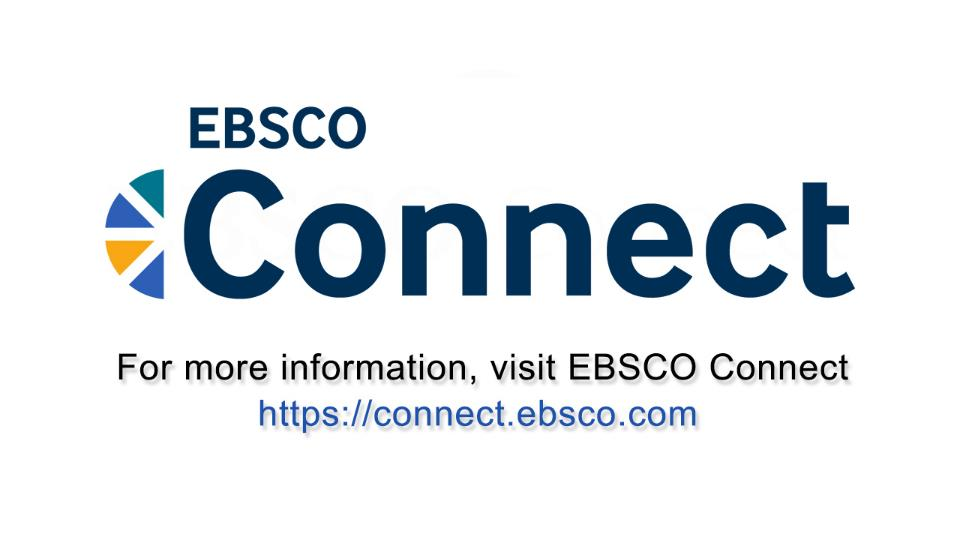 EBSCO
Connect
For more information, visit EBSCO Connect
https://connect.ebsco.com